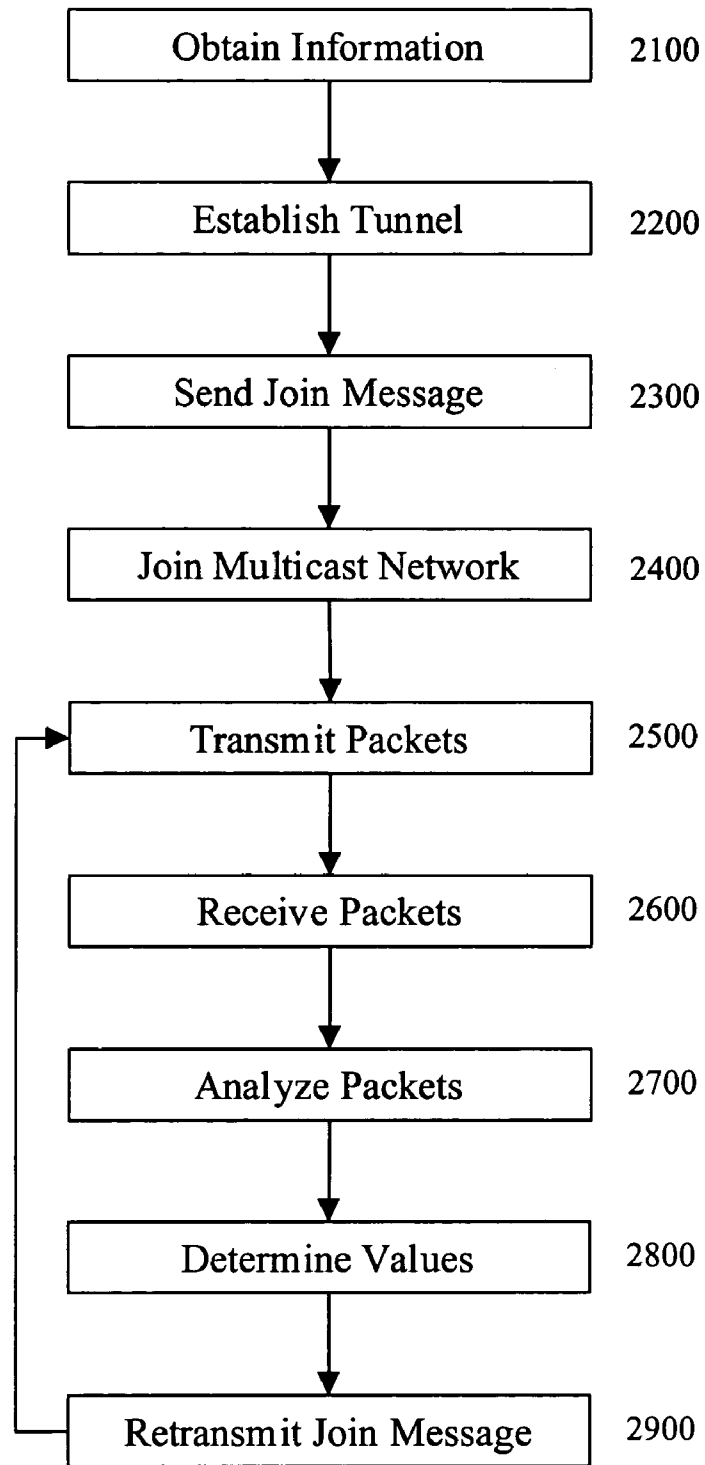 Obtain Information 2100
Establish Tunnel 2200
Send Join Message 2300
Join Multicast Network 2400
Transmit Packets 2500
Receive Packets 2600
Analyze Packets 2700
Determine Values 2800
Retransmit Join Message 2900